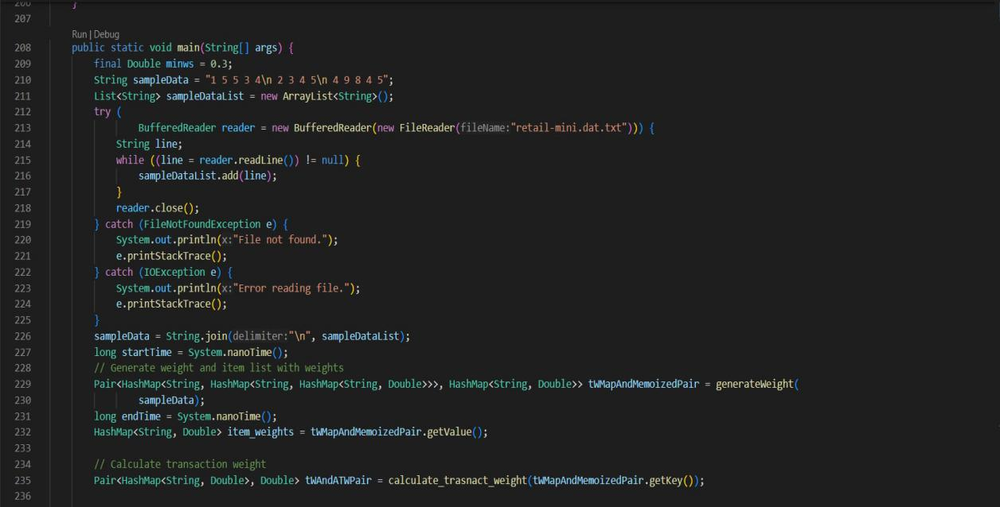 206 }
207
Run | Debug
208 public static void main(String[] args) {
209 final Double minws = 0.3;
210 String sampleData = "1 5 5 3 4\n 2 3 4 5\n 4 9 8 4 5";
211 List<String> sampleDataList = new ArrayList<String>();
212 try (
213 BufferedReader reader = new BufferedReader(new FileReader(fileName:"retail-mini.dat.txt"))) {
214 String line;
215 while ((line = reader.readLine()) != null) {
216 sampleDataList.add(line);
217 }
218 reader.close();
219 } catch (FileNotFoundException e) {
220 System.out.println(x:"File not found.");
221 e.printStackTrace();
222 } catch (IOException e) {
223 System.out.println(x:"Error reading file.");
224 e.printStackTrace();
225 }
226 sampleData = String.join(delimiter:"\n", sampleDataList);
227 long startTime = System.nanoTime();
228 // Generate weight and item list with weights
229 Pair<HashMap<String, HashMap<String, HashMap<String, Double>>>, HashMap<String, Double>> tWMapAndMemoizedPair = generateWeight(
230 sampleData);
231 long endTime = System.nanoTime();
232 HashMap<String, Double> item_weights = tWMapAndMemoizedPair.getValue();
233
234 // Calculate transaction weight
235 Pair<HashMap<String, Double>, Double> tWAndATWPair = calculate_trasnact_weight(tWMapAndMemoizedPair.getKey());
236